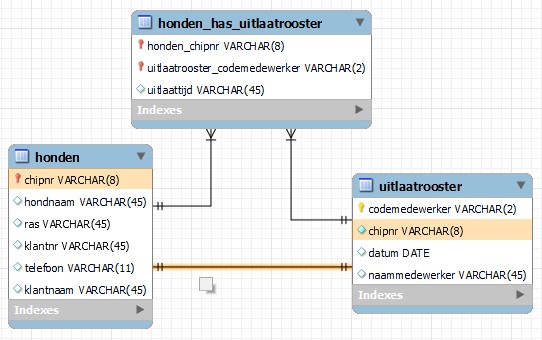 honden_has_uitlaatrooster
honden_chipnr VARCHAR(8)
uitlaatrooster_codemedewerker VARCHAR(2)
uitlaattijd VARCHAR(45)
Indexes
honden
chipnr VARCHAR(8)
hondnaam VARCHAR(45)
ras VARCHAR(45)
klantnr VARCHAR(45)
telefoon VARCHAR(11)
klantnaam VARCHAR(45)
Indexes
uitlaatrooster
codemedewerker VARCHAR(2)
chipnr VARCHAR(8)
datum DATE
naammedewerker VARCHAR(45)
Indexes